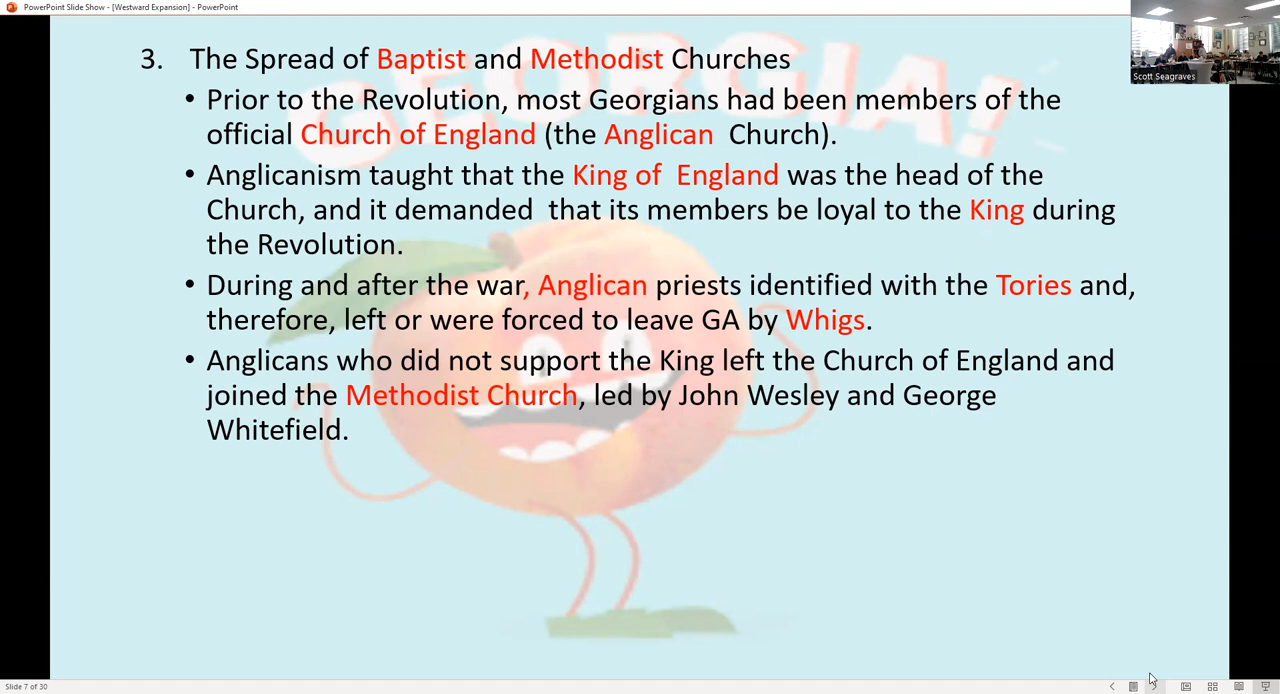 PowerPoint Slide Show - [Westward Expansion] - PowerPoint
Scott Seagraves
GEORGIA!
3. The Spread of Baptist and Methodist Churches
• Prior to the Revolution, most Georgians had been members of the
official Church of England (the Anglican Church).
• Anglicanism taught that the King of England was the head of the
Church, and it demanded that its members be loyal to the King during
the Revolution.
• During and after the war, Anglican priests identified with the Tories and,
therefore, left or were forced to leave GA by Whigs.
• Anglicans who did not support the King left the Church of England and
joined the Methodist Church, led by John Wesley and George
Whitefield.
Slide 7 of 30